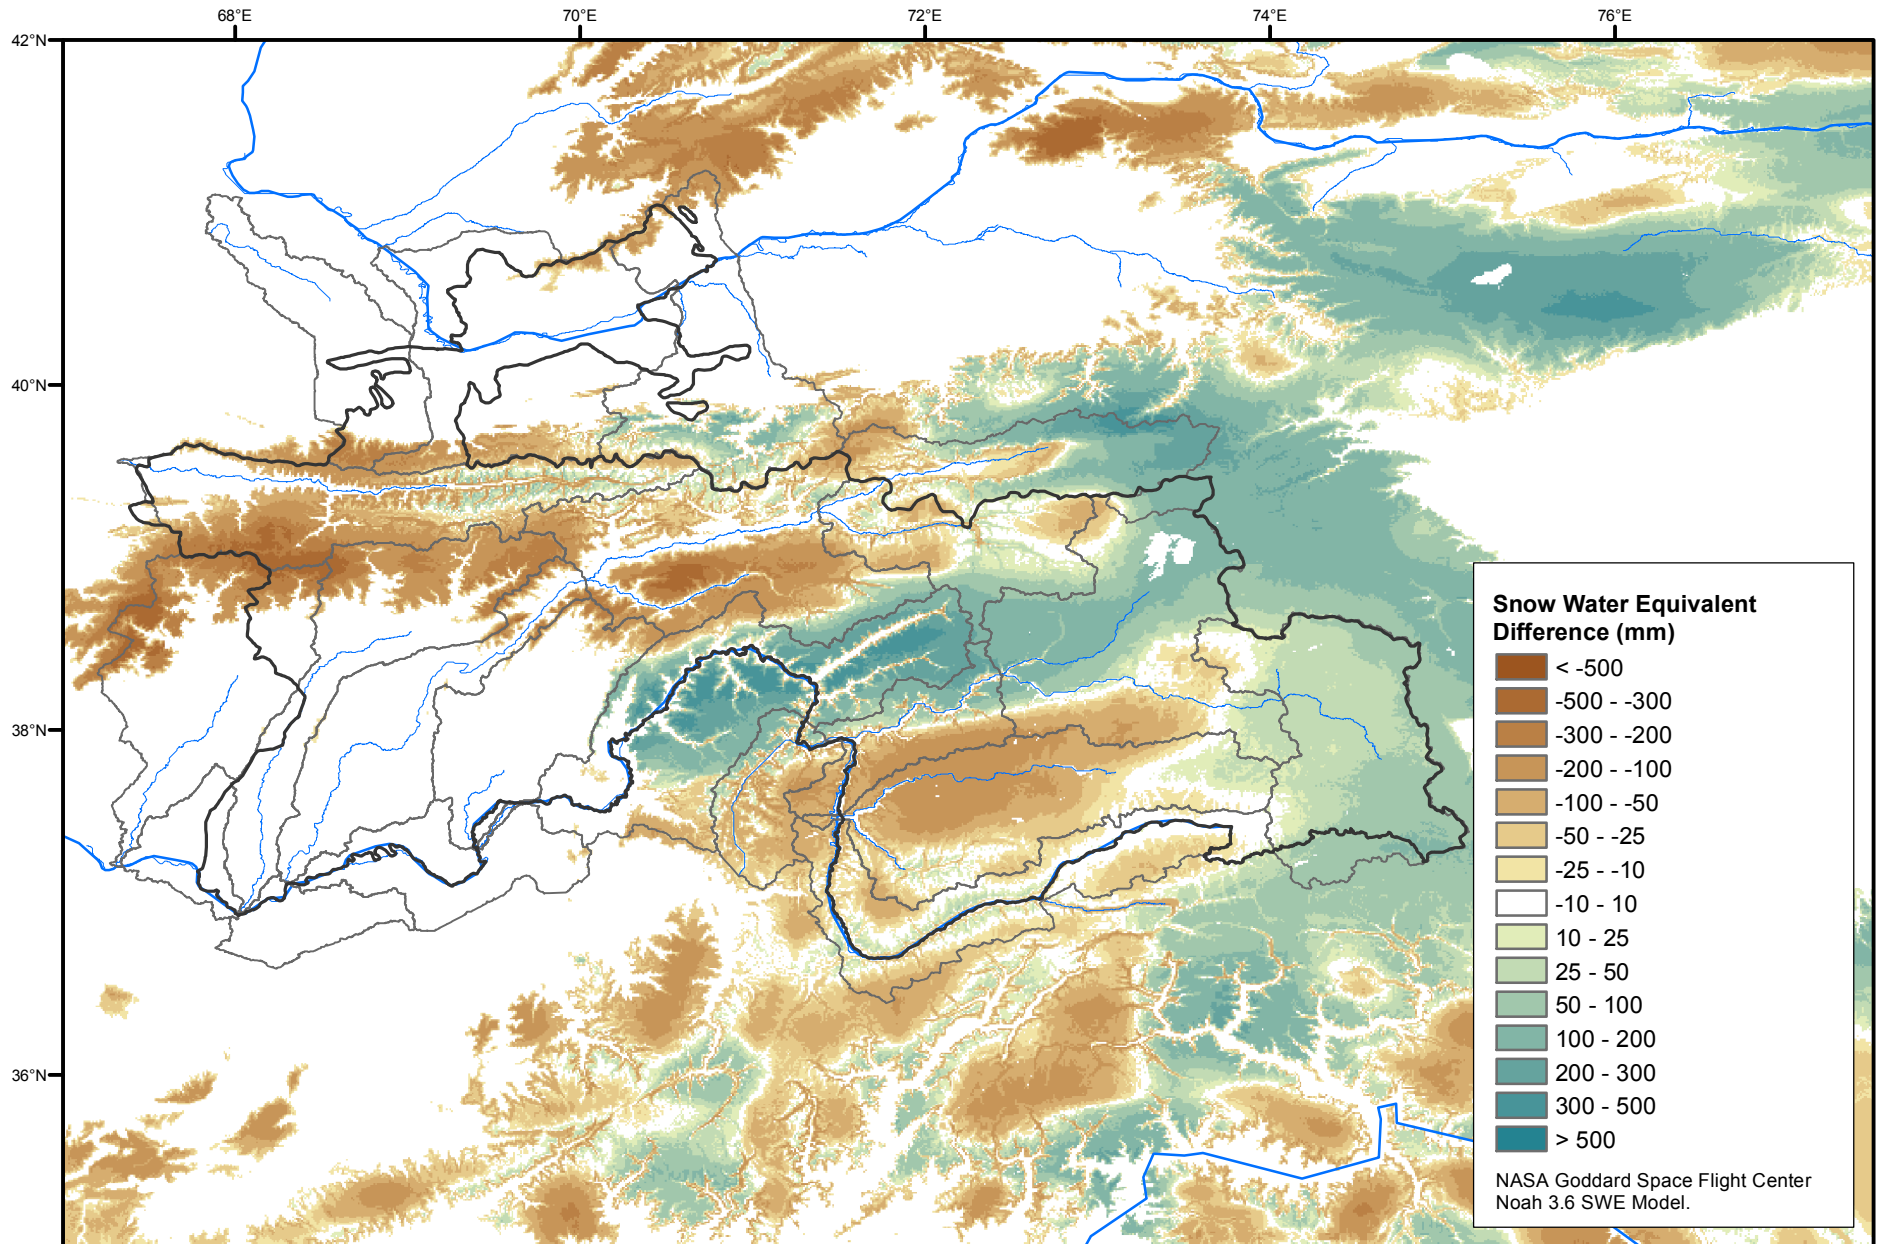 68°E
70°E
72°E
74°E
76°E
42°N
40°N
38°N
36°N
Snow Water Equivalent
Difference (mm)
< -500
-500 - -300
-300 - -200
-200 - -100
-100 - -50
-50 - -25
-25 - -10
-10 - 10
10 - 25
25 - 50
50 - 100
100 - 200
200 - 300
300 - 500
> 500
NASA Goddard Space Flight Center
Noah 3.6 SWE Model.